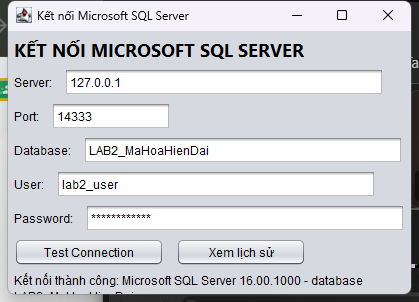 Kết nối Microsoft SQL Server
KẾT NỐI MICROSOFT SQL SERVER
Server: 127.0.0.1
Port: 14333
Database: LAB2_MaHoaHienDai
User: lab2_user
Password: ************
Test Connection Xem lịch sử
Kết nối thành công: Microsoft SQL Server 16.00.1000 - database
LAB2_MaHoaHienDai